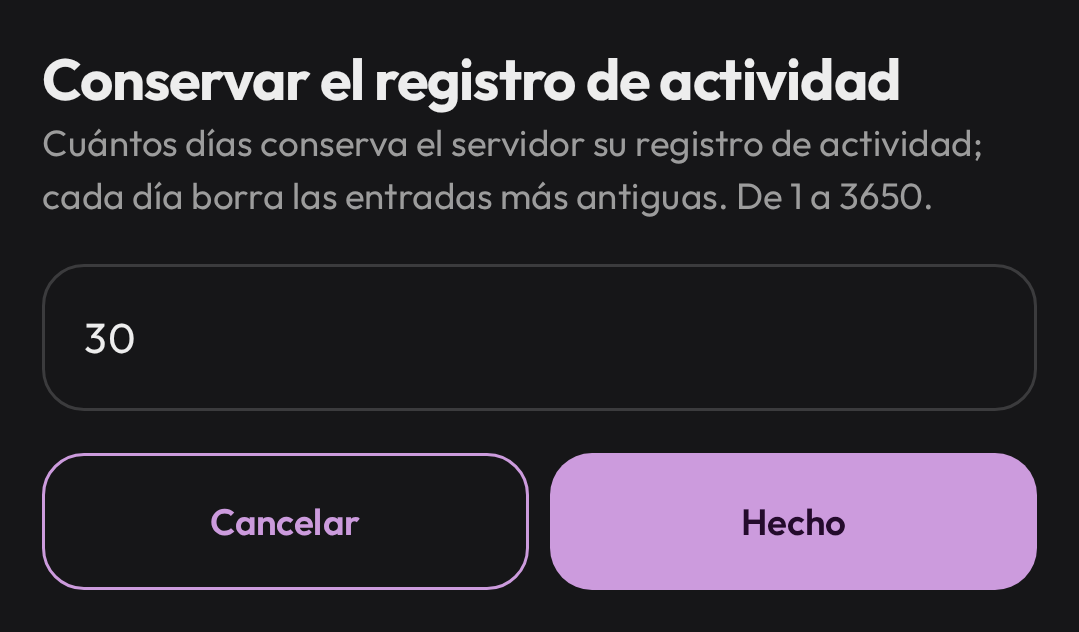 Conservar el registro de actividad
Cuántos días conserva el servidor su registro de actividad;
cada día borra las entradas más antiguas. De 1 a 3650.
30
Cancelar
Hecho